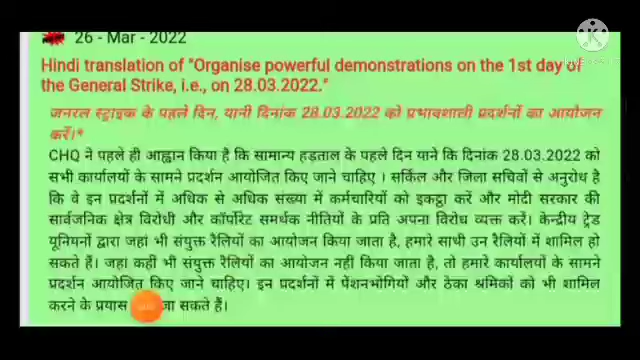 26 - Mar - 2022
Hindi translation of "Organise powerful demonstrations on the 1st day of
the General Strike, i.e., on 28.03.2022."
जनरल स्ट्राइक के पहले दिन, यानी दिनांक 28.03.2022 को प्रभावशाली प्रदर्शनों का आयोजन
करें।*
CHQ ने पहले ही आह्वान किया है कि सामान्य हड़ताल के पहले दिन याने कि दिनांक 28.03.2022 को
सभी कार्यालयों के सामने प्रदर्शन आयोजित किए जाने चाहिए । सर्किल और जिला सचिवों से अनुरोध है
कि वे इन प्रदर्शनों में अधिक से अधिक संख्या में कर्मचारियों को इकट्ठा करें और मोदी सरकार की
सार्वजनिक क्षेत्र विरोधी और कॉर्पोरेट समर्थक नीतियों के प्रति अपना विरोध व्यक्त करें। केन्द्रीय ट्रेड
यूनियनों द्वारा जहां भी संयुक्त रैलियों का आयोजन किया जाता है, हमारे साथी उन रैलियों में शामिल हो
सकते हैं। जहा कहीं भी संयुक्त रैलियों का आयोजन नहीं किया जाता है, तो हमारे कार्यालयों के सामने
प्रदर्शन आयोजित किए जाने चाहिए। इन प्रदर्शनों में पेंशनभोगियों और ठेका श्रमिकों को भी शामिल
करने के प्रयास जा सकते हैं।